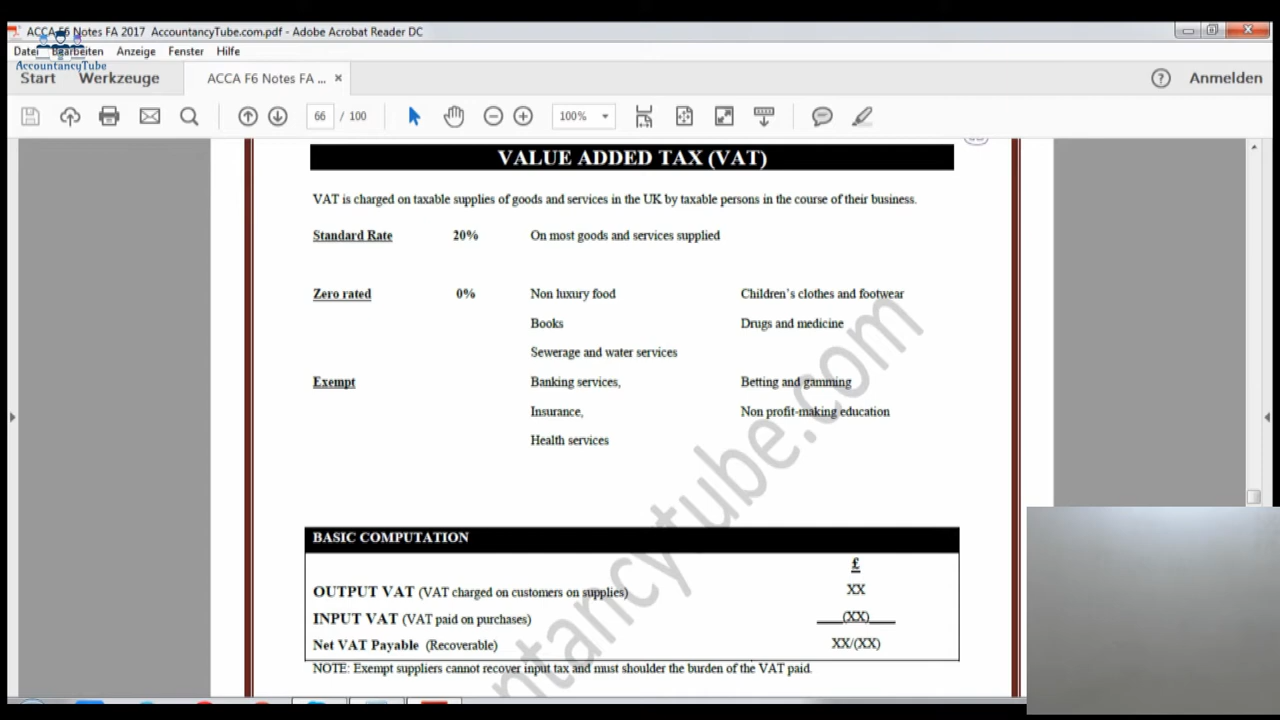 ACCA F6 Notes FA 2017 AccountancyTube.com.pdf - Adobe Acrobat Reader DC
Datei Bearbeiten Anzeige Fenster Hilfe
AccountancyTube
Start Werkzeuge ACCA F6 Notes FA ... × Anmelden
66 / 100 100%
VALUE ADDED TAX (VAT)
VAT is charged on taxable supplies of goods and services in the UK by taxable persons in the course of their business.
Standard Rate 20% On most goods and services supplied
Zero rated 0% Non luxury food Children's clothes and footwear
Books Drugs and medicine
Sewerage and water services
Exempt Banking services, Betting and gamming
Insurance, Non profit-making education
Health services
BASIC COMPUTATION
£
OUTPUT VAT (VAT charged on customers on supplies) XX
INPUT VAT (VAT paid on purchases) (XX)
Net VAT Payable (Recoverable) XX/(XX)
NOTE: Exempt suppliers cannot recover input tax and must shoulder the burden of the VAT paid.
ntancytube.com